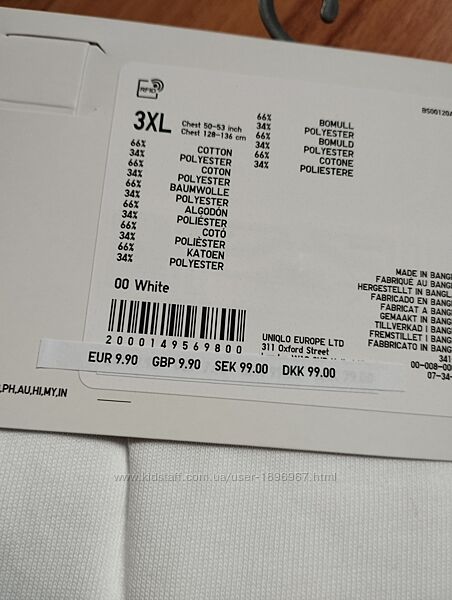 RFID
BS00120A
3XL Chest 50-53 inch
Chest 128-136 cm
66% COTTON
34% POLYESTER
66% COTON
34% POLYESTER
66% BAUMWOLLE
34% POLYESTER
66% ALGODÓN
34% POLIÉSTER
66% COTÓ
34% POLIÈSTER
66% KATOEN
34% POLYESTER
66% BOMULL
34% POLYESTER
66% BOMULD
34% POLYESTER
66% COTONE
34% POLIESTERE
00 White
2000149569800
MADE IN BANG
FABRIQUÉ AU BANG
HERGESTELLT IN BANGL
FABRICADO EN BANG
FABRICAT A BANG
GEMAAKT IN BANG
TILLVERKAD I BANG
FREMSTILLET I BANG
FABBRICATO IN BANG
341
00-008-00
07-34-
UNIQLO EUROPE LTD
311 Oxford Street
EUR 9.90 GBP 9.90 SEK 99.00 DKK 99.00
,PH,AU,HI,MY,IN
www.kidstaff.com.ua/user-1896967.html